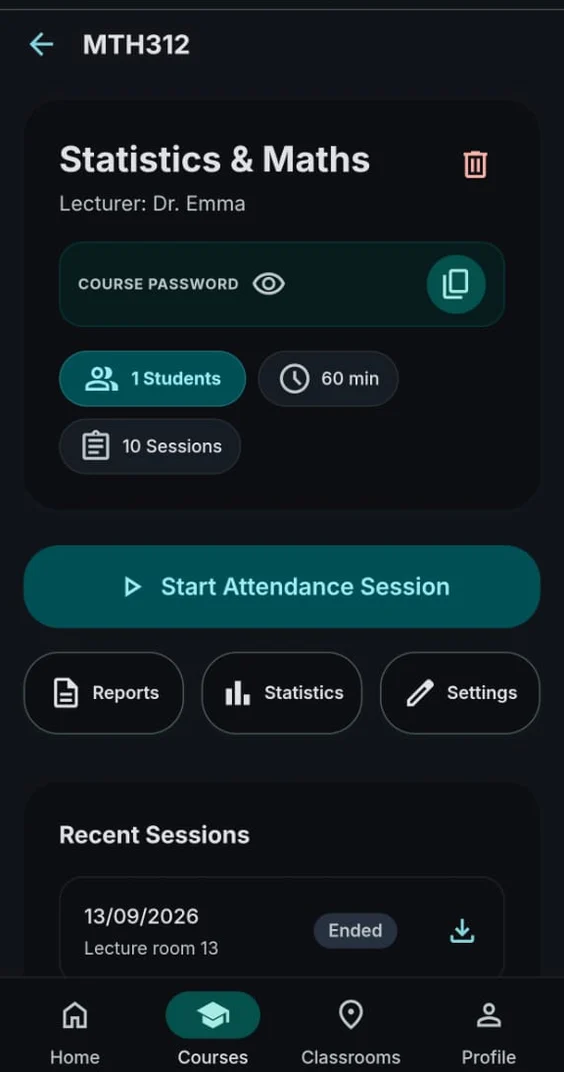 MTH312
Statistics & Maths
Lecturer: Dr. Emma
COURSE PASSWORD
1 Students
60 min
10 Sessions
Start Attendance Session
Reports
Statistics
Settings
Recent Sessions
13/09/2026
Ended
Lecture room 13
Home
Courses
Classrooms
Profile